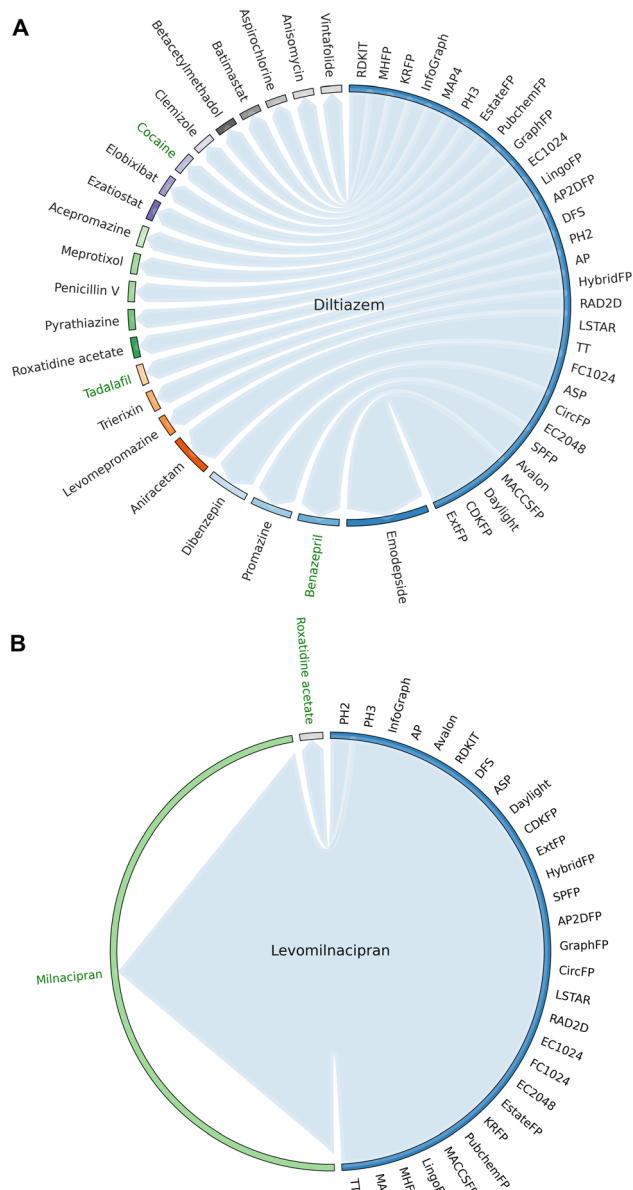 A
Vintafolide
Anisomycin
Aspirochlorine
Batimastat
Betacetylmethadol
Clemizole
Cocaine
Elobixibat
Ezatiostat
Acepromazine
Meprotixol
Penicillin V
Pyrathiazine
Roxatidine acetate
Tadalafil
Trierixin
Levomepromazine
Aniracetam
Dibenzepin
Promazine
Benazepril
Emodepside
RDKIT
MHFP
KRFP
InfoGraph
MAP4
PH3
EstateFP
PubchemFP
GraphFP
EC1024
LingoFP
AP2DFP
DFS
PH2
AP
HybridFP
RAD2D
LSTAR
TT
FC1024
ASP
CircFP
EC2048
SPFP
Avalon
MACCSFP
Daylight
CDKFP
ExtFP
Diltiazem
B
Roxatidine acetate
Milnacipran
PH2
PH3
InfoGraph
AP
Avalon
RDKIT
DFS
ASP
Daylight
CDKFP
ExtFP
HybridFP
SPFP
AP2DFP
GraphFP
CircFP
LSTAR
RAD2D
EC1024
FC1024
EC2048
EstateFP
KRFP
PubchemFP
MACCSFP
LingoFP
MHF
MA
TT
Levomilnacipran